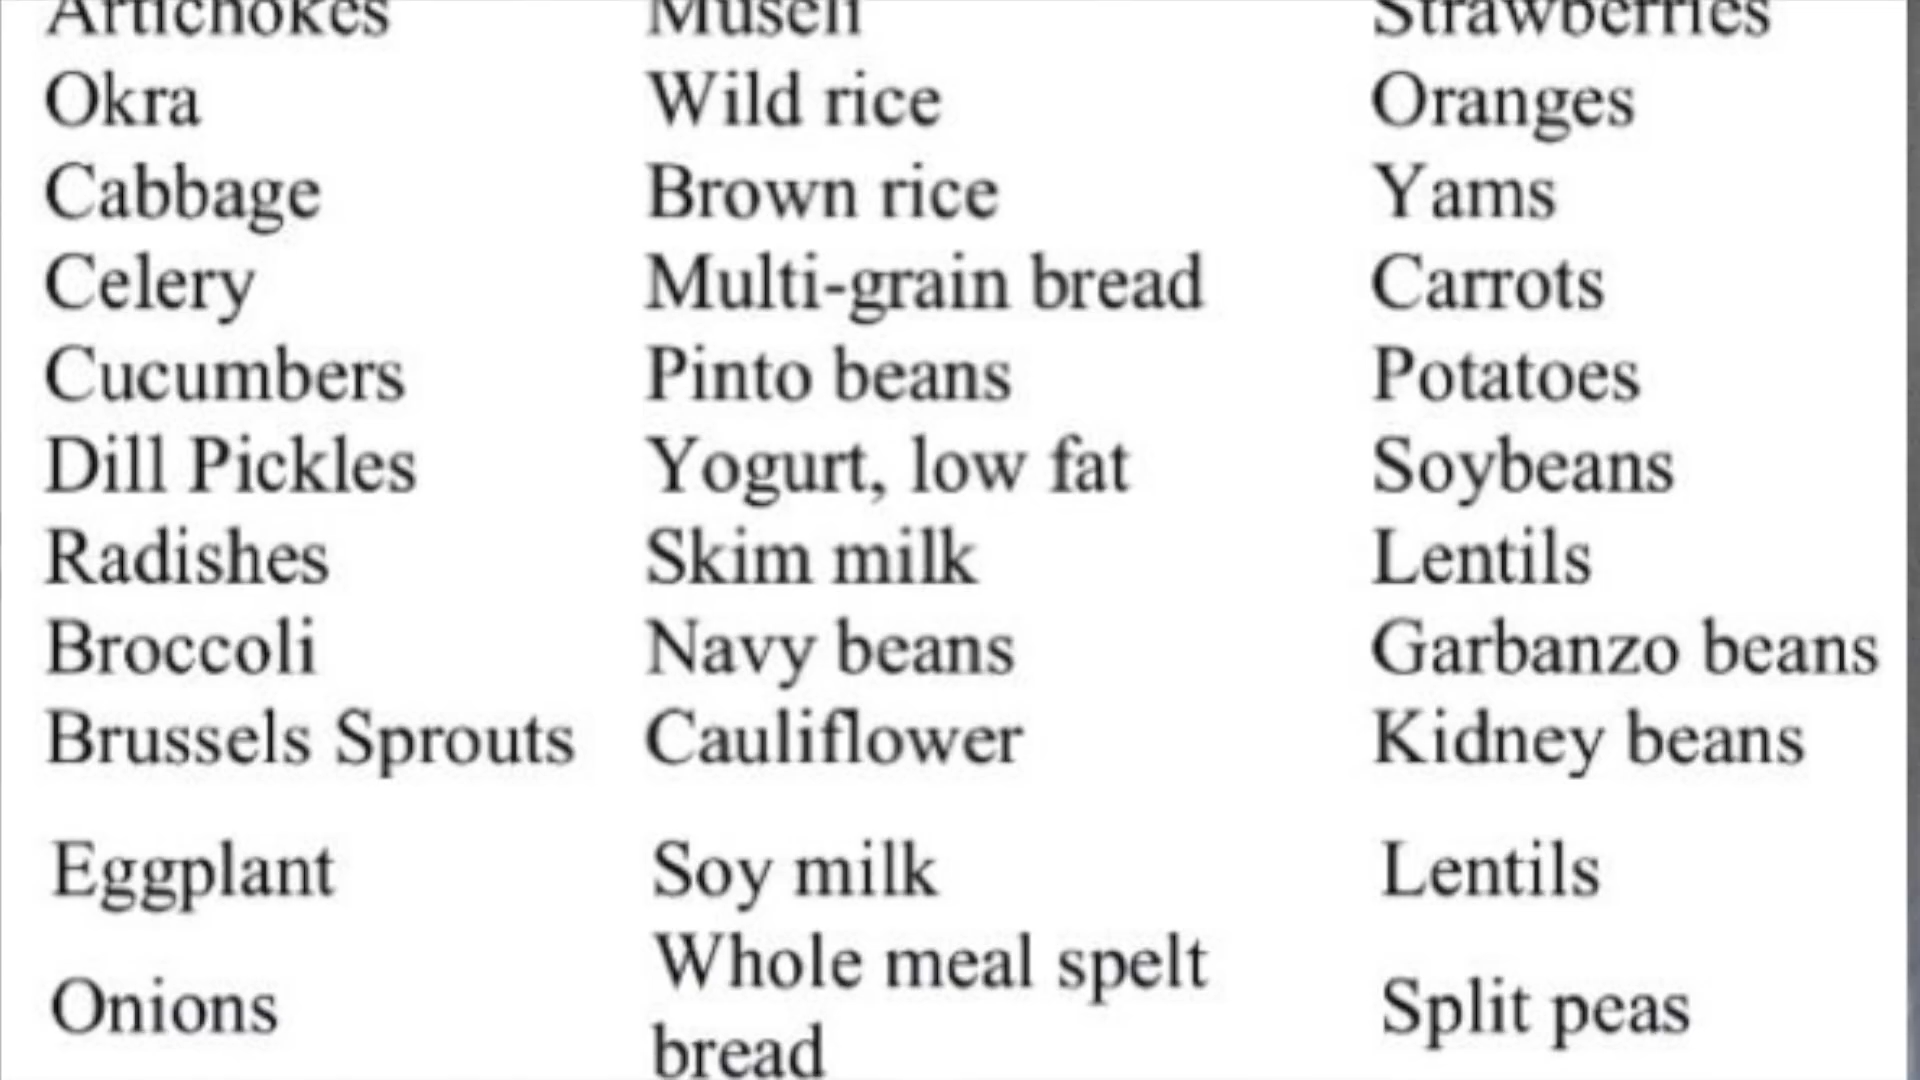 Artichokes Museli Strawberries
Okra Wild rice Oranges
Cabbage Brown rice Yams
Celery Multi-grain bread Carrots
Cucumbers Pinto beans Potatoes
Dill Pickles Yogurt, low fat Soybeans
Radishes Skim milk Lentils
Broccoli Navy beans Garbanzo beans
Brussels Sprouts Cauliflower Kidney beans
Eggplant Soy milk Lentils
Onions Whole meal spelt Split peas
bread